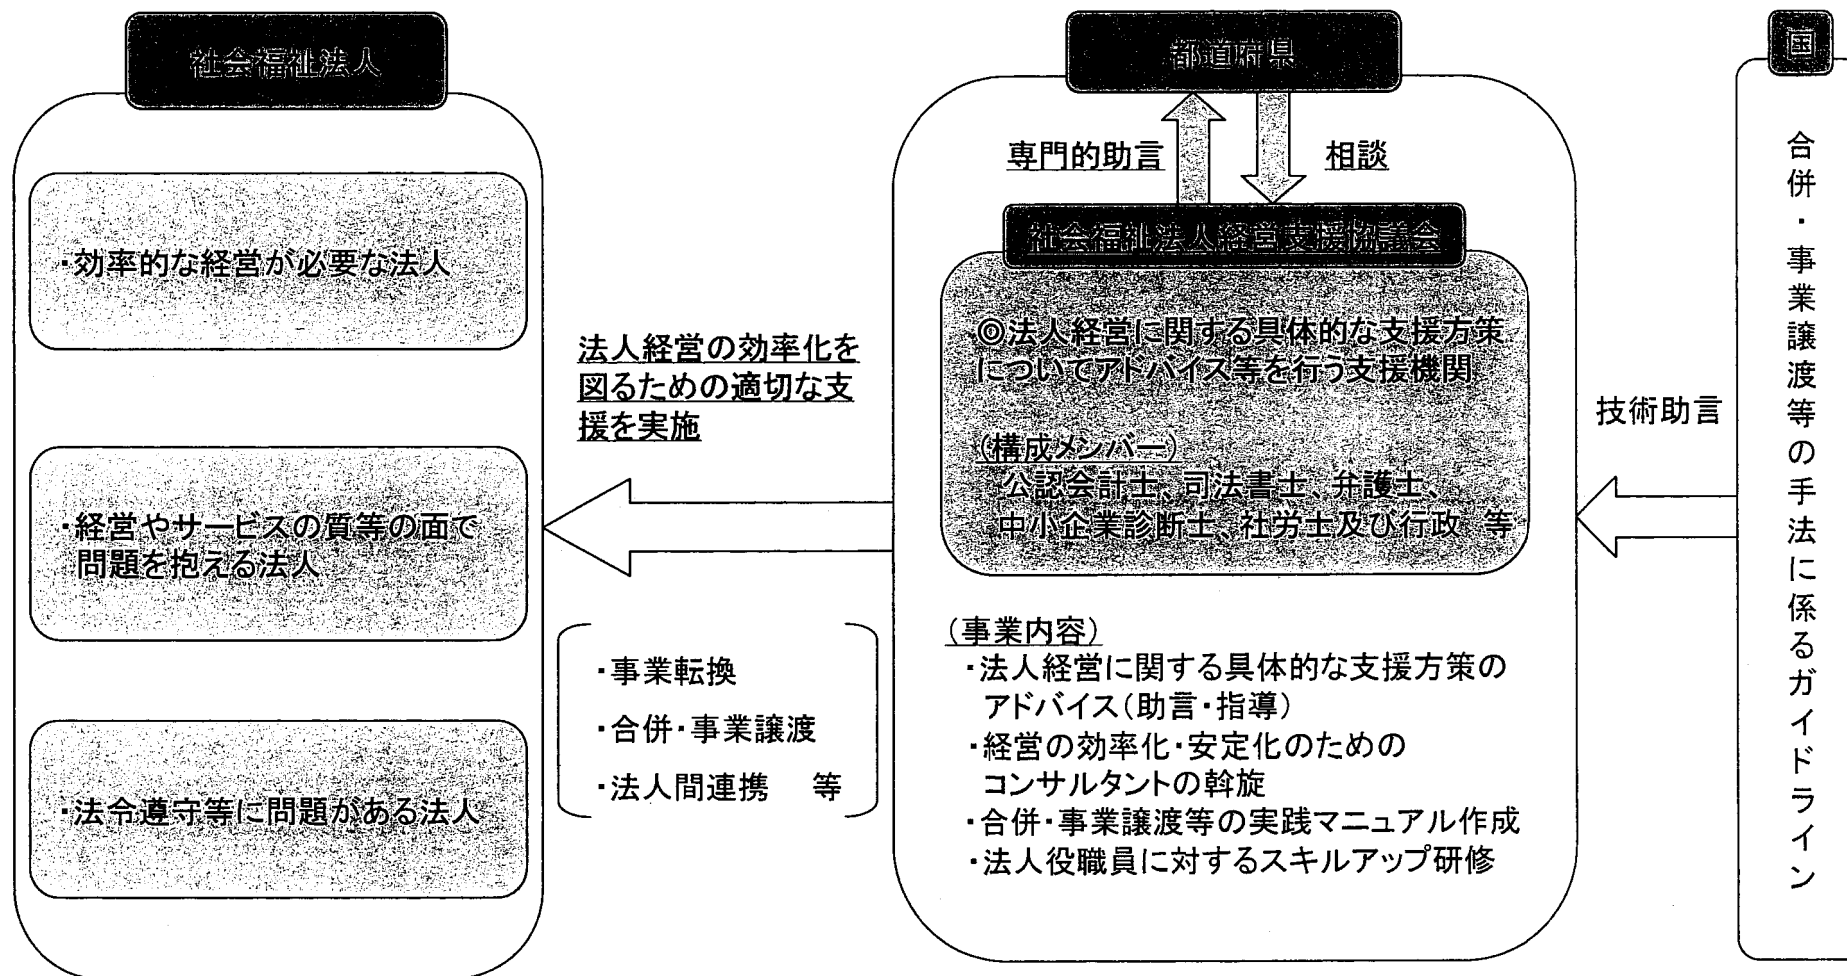 社会福祉法人
・効率的な経営が必要な法人
・経営やサービスの質等の面で
問題を抱える法人
・法令遵守等に問題がある法人
法人経営の効率化を
図るための適切な支
援を実施
・事業転換
・合併・事業譲渡
・法人間連携　等
都道府県
専門的助言
相談
社会福祉法人経営支援協議会
◎法人経営に関する具体的な支援方策
についてアドバイス等を行う支援機関
(構成メンバー)
公認会計士、司法書士、弁護士、
中小企業診断士、社労士及び行政　等
(事業内容)
・法人経営に関する具体的な支援方策の
アドバイス(助言・指導)
・経営の効率化・安定化のための
コンサルタントの斡旋
・合併・事業譲渡等の実践マニュアル作成
・法人役職員に対するスキルアップ研修
技術助言
国
合併・事業譲渡等の手法に係るガイドライン